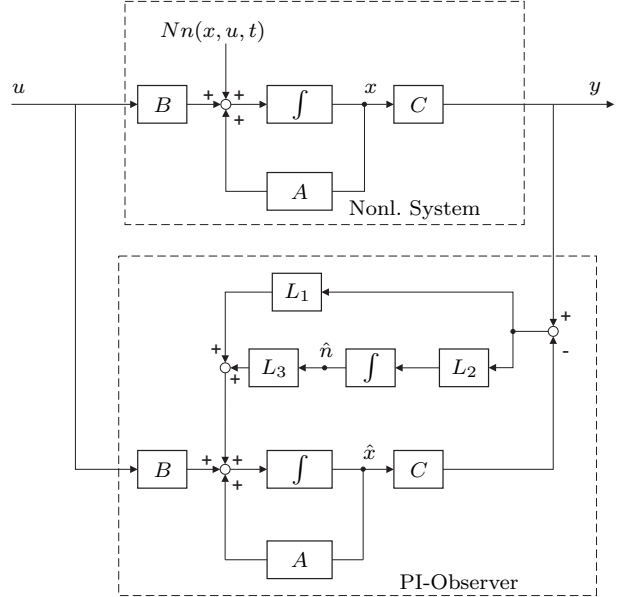 Nn(x, u, t)
u
B
+
+
+
∫
x
C
y
A
Nonl. System
L₁
+
-
+
+
L₃
n̂
∫
L₂
B
+
+
+
∫
x̂
C
A
PI-Observer